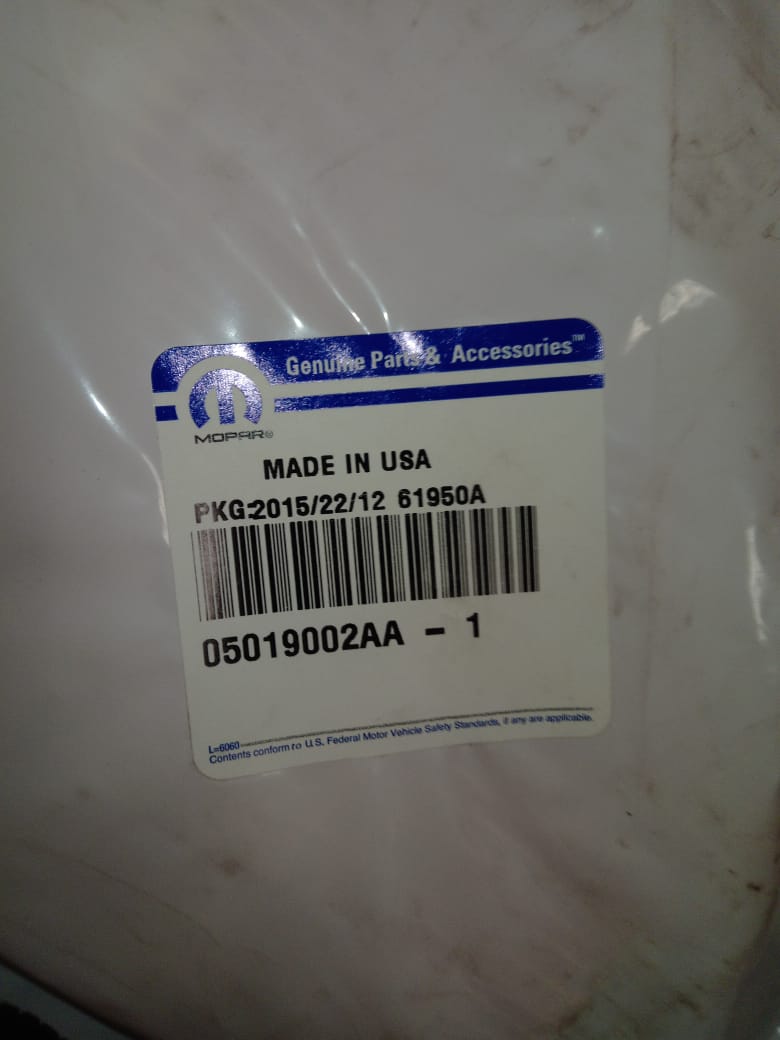 Genuine Parts & Accessories™
MOPAR®
MADE IN USA
PKG:2015/22/12 61950A
05019002AA - 1
L=6060
Contents conform to U.S. Federal Motor Vehicle Safety Standards, if any are applicable.